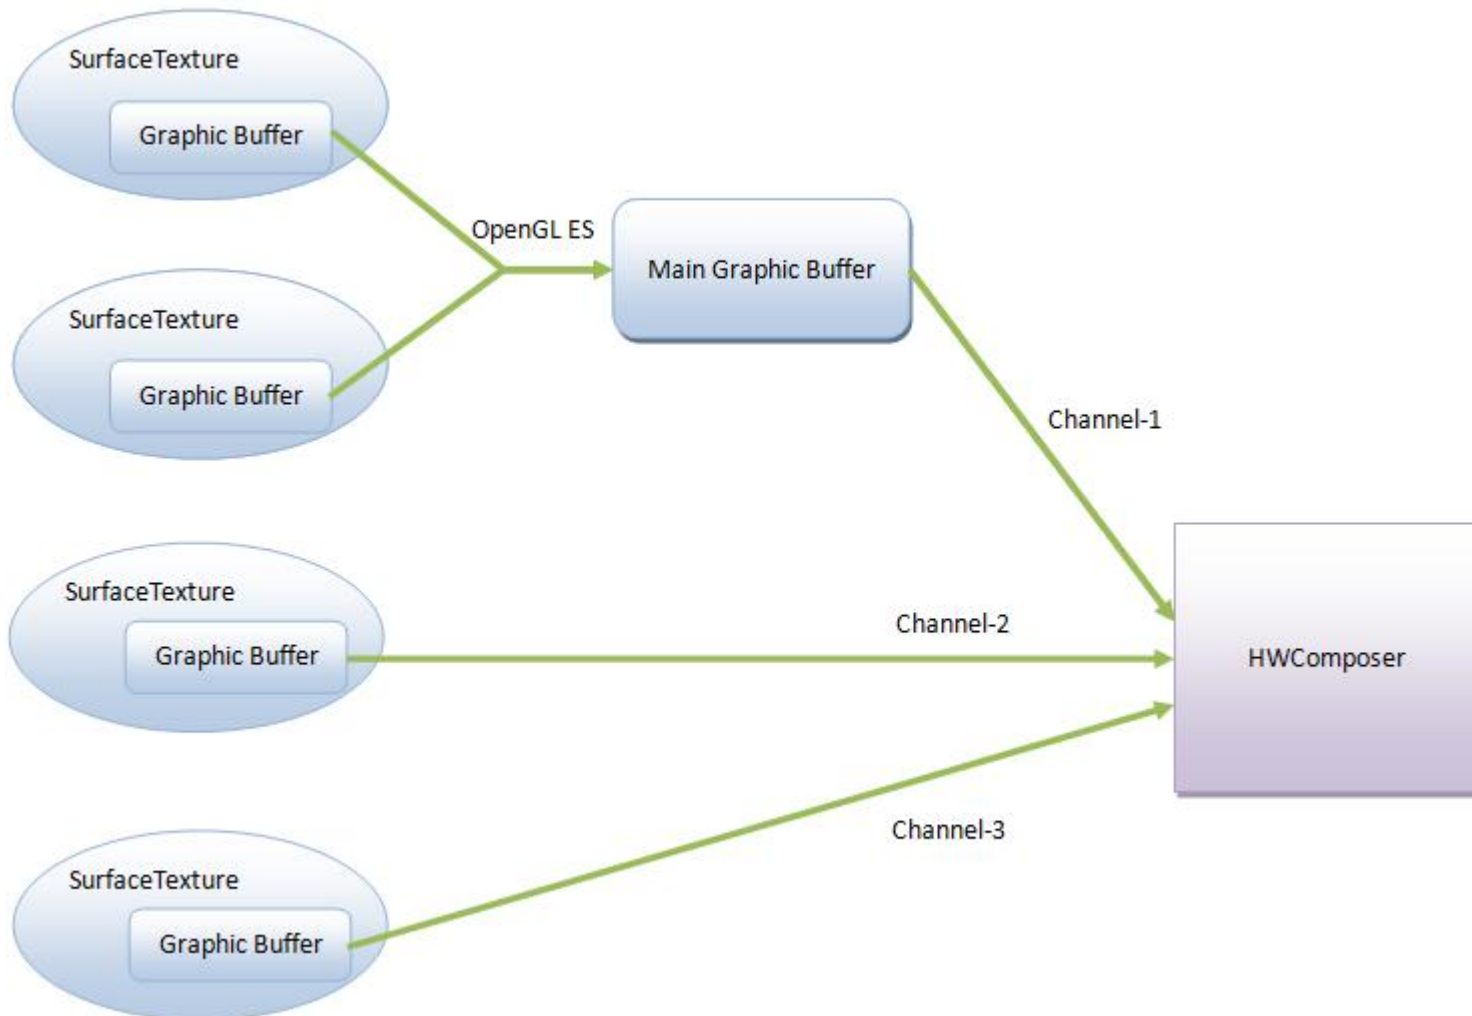 SurfaceTexture
Graphic Buffer
OpenGL ES
Main Graphic Buffer
SurfaceTexture
Graphic Buffer
Channel-1
SurfaceTexture
Graphic Buffer
Channel-2
HWComposer
Channel-3
SurfaceTexture
Graphic Buffer